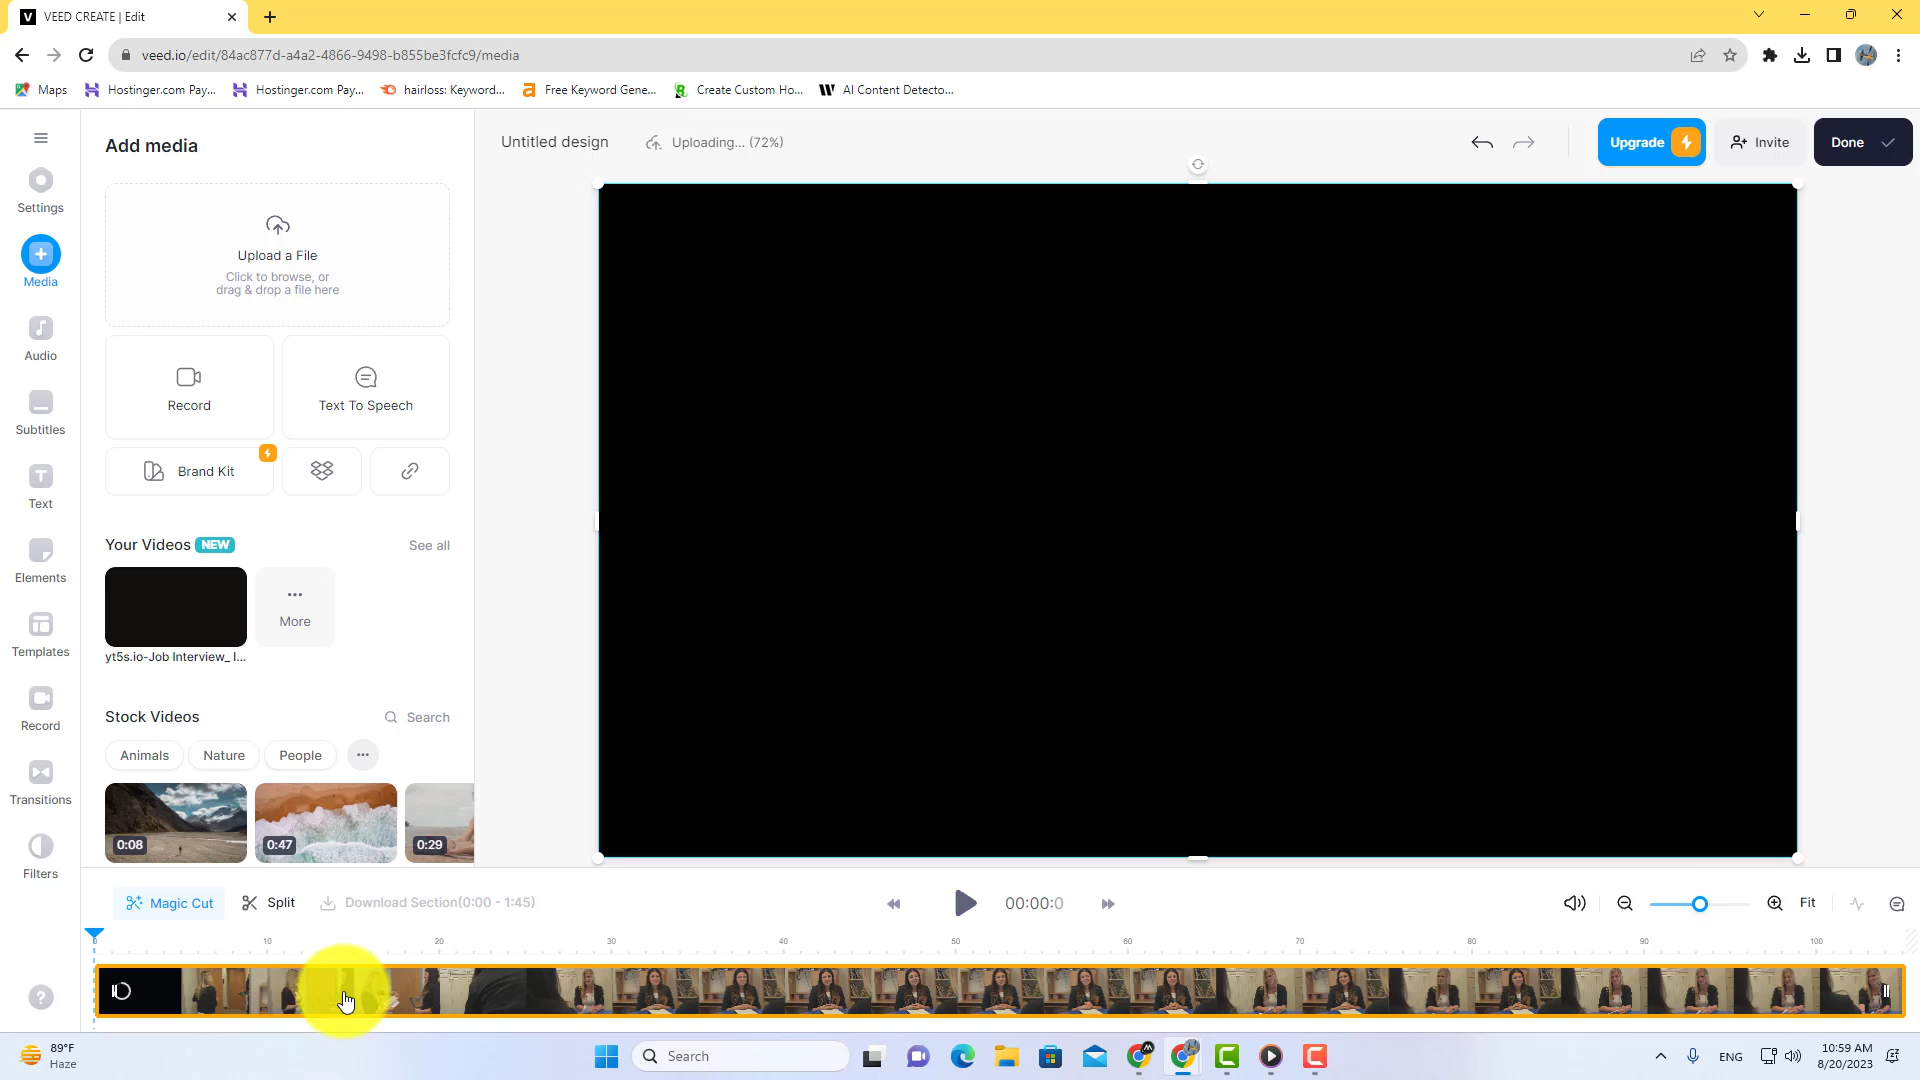 VEED CREATE | Edit
veed.io/edit/84ac877d-a4a2-4866-9498-b855be3fcfc9/media
Maps
Hostinger.com Pay...
Hostinger.com Pay...
hairloss: Keyword...
Free Keyword Gene...
Create Custom Ho...
AI Content Detecto...
Settings
Media
Audio
Subtitles
Text
Elements
Templates
Record
Transitions
Filters
Add media
Upload a File
Click to browse, or
drag & drop a file here
Record
Text To Speech
Brand Kit
Your Videos NEW
See all
More
yt5s.io-Job Interview_ I...
Stock Videos
Search
Animals
Nature
People
0:08
0:47
0:29
Untitled design
Uploading... (72%)
Upgrade
Invite
Done
Magic Cut
Split
Download Section(0:00 - 1:45)
00:00:0
Fit
0 10 20 30 40 50 60 70 80 90 100
89°F
Haze
Search
ENG
10:59 AM
8/20/2023